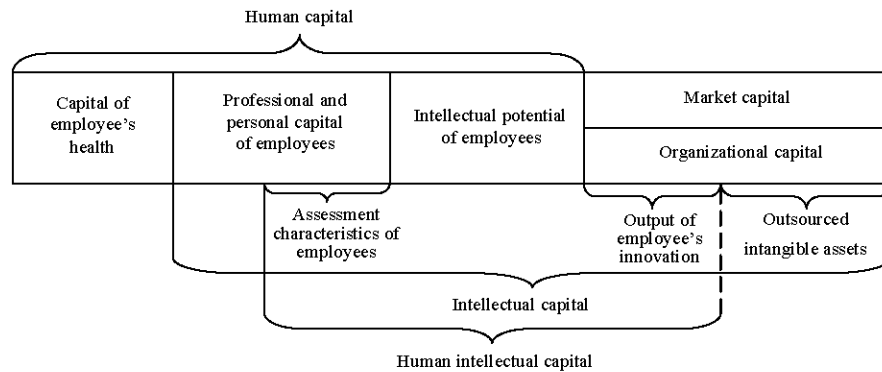 Human capital
Capital of
employee's
health
Professional and
personal capital
of employees
Intellectual potential
of employees
Market capital
Organizational capital
Assessment
characteristics of
employees
Output of
employee's
innovation
Outsourced
intangible assets
Intellectual capital
Human intellectual capital